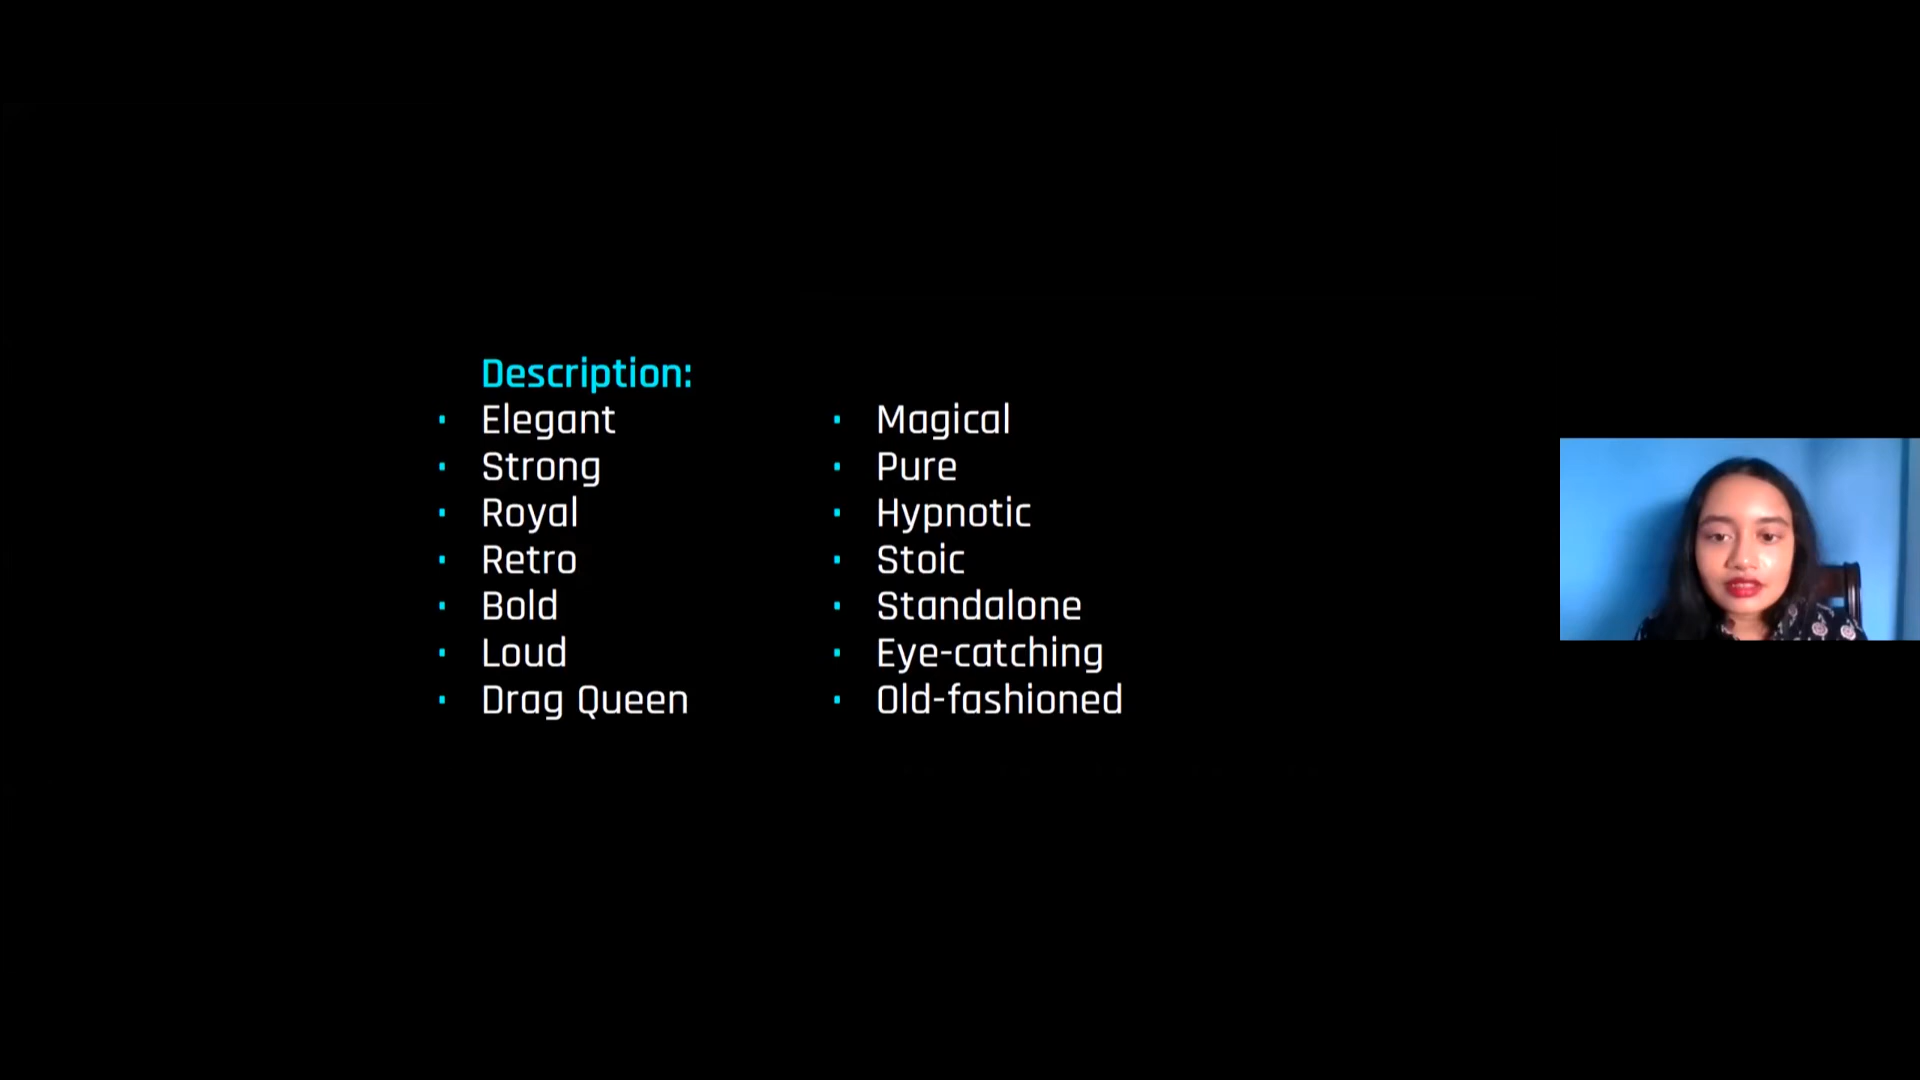 Description:
· Elegant
· Strong
· Royal
· Retro
· Bold
· Loud
· Drag Queen
· Magical
· Pure
· Hypnotic
· Stoic
· Standalone
· Eye-catching
· Old-fashioned